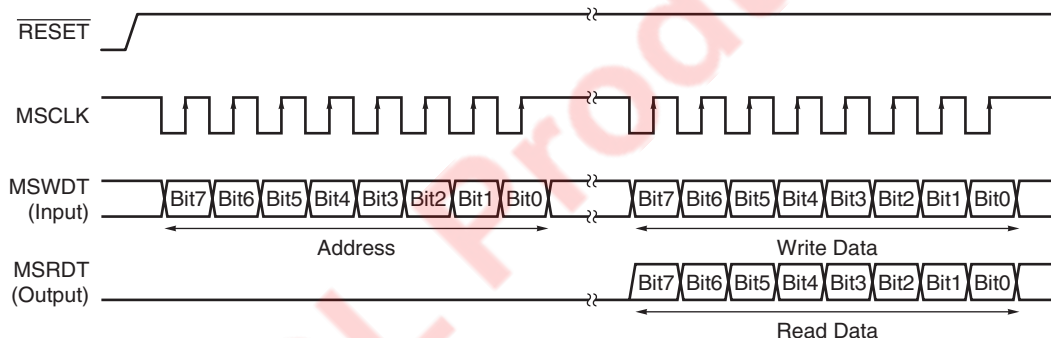 RESET
MSCLK
MSWDT
(Input)
Bit7 Bit6 Bit5 Bit4 Bit3 Bit2 Bit1 Bit0 Bit7 Bit6 Bit5 Bit4 Bit3 Bit2 Bit1 Bit0
Address Write Data
MSRDT
(Output)
Bit7 Bit6 Bit5 Bit4 Bit3 Bit2 Bit1 Bit0
Read Data